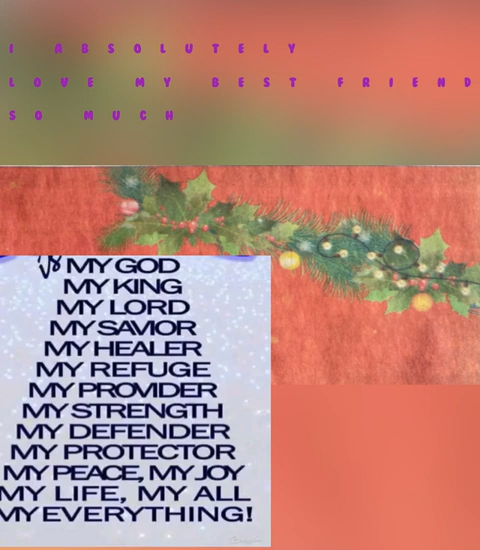 I ABSOLUTELY
LOVE MY BEST FRIEND
SO MUCH
is MY GOD
MY KING
MY LORD
MY SAVIOR
MY HEALER
MY REFUGE
MY PROVIDER
MY STRENGTH
MY DEFENDER
MY PROTECTOR
MY PEACE, MY JOY
MY LIFE, MY ALL
MY EVERYTHING!